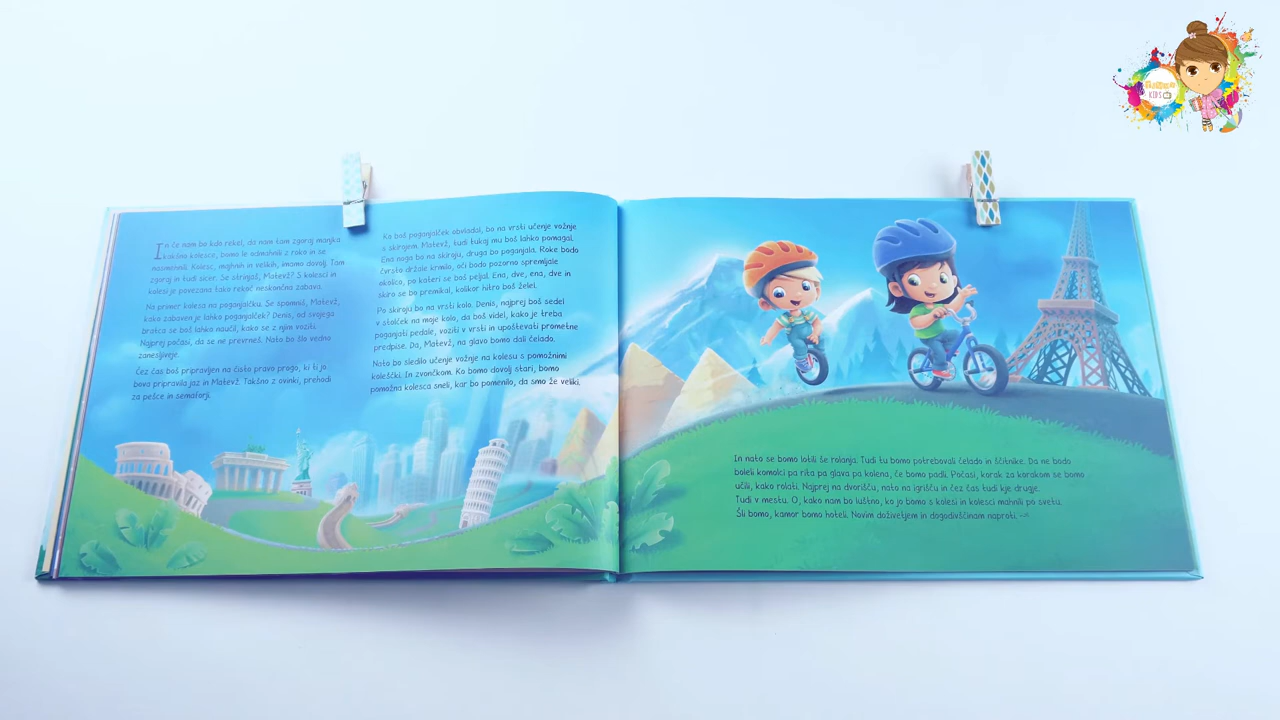 In če nam bo kdo rekel, da nam tam zgoraj manjka
kakšno kolesce, bomo le odmahnili z roko in se
nasmehnili. Koles, majhnih in velikih, imamo dovolj. Tam
zgoraj in tudi sicer. Se strinjaš, Matevž? S kolesci in
kolesi je povezana tako rekoč neskončna zabava.
Na primer kolesa na poganjalčku. Se spomniš, Matevž,
kako zabaven je lahko poganjalček? Denis, od svojega
bratca se boš lahko naučil, kako se z njim voziti.
Najprej počasi, da se ne prevrneš. Nato bo šlo vedno
zanesljiveje.
Čez čas boš pripravljen na čisto pravo progo, ki ti jo
bova pripravila jaz in Matevž. Takšno z ovinki, prehodi
za pešce in semaforji.
Ko boš poganjalček obvladal, bo na vrsti učenje vožnje
s skirojem. Matevž, tudi tukaj mu boš lahko pomagal.
Ena noga bo na skiroju, druga bo poganjala. Roke bodo
čvrsto držale krmilo, oči bodo pozorno spremljale
okolico, po kateri se boš peljal. Ena, dve, ena, dve in
skiro se bo premikal, kolikor hitro boš želel.
Po skiroju bo na vrsti kolo. Denis, najprej boš sedel
v stolček na moje kolo, da boš videl, kako je treba
poganjati pedale, voziti v vrsti in upoštevati prometne
predpise. Da, Matevž, na glavo bomo dali čelado.
Nato bo sledilo učenje vožnje na kolesu s pomožnimi
koleščki. In zvončkom. Ko bomo dovolj stari, bomo
pomožna kolesca sneli, kar bo pomenilo, da smo že veliki.
In nato se bomo lotili še rolanja. Tudi tu bomo potrebovali čelado in ščitnike. Da ne bodo
boleli komolci pa rita pa glava pa kolena, če bomo padli. Počasi, korak za korakom se bomo
učili, kako rolati. Najprej na dvorišču, nato na igrišču in čez čas tudi kje drugje.
Tudi v mestu. O, kako nam bo luštno, ko jo bomo s kolesi in kolesci mahnili po svetu.
Šli bomo, kamor bomo hoteli. Novim doživetjem in dogodivščinam naproti.
KIDS